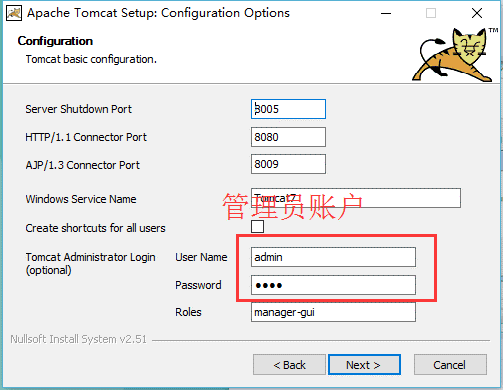 Apache Tomcat Setup: Configuration Options
Configuration
Tomcat basic configuration.
TM
Server Shutdown Port 8005
HTTP/1.1 Connector Port 8080
AJP/1.3 Connector Port 8009
Windows Service Name Tomcat7
管理员账户
Create shortcuts for all users
Tomcat Administrator Login
(optional)
User Name admin
Password ●●●●
Roles manager-gui
Nullsoft Install System v2.51
< Back Next > Cancel